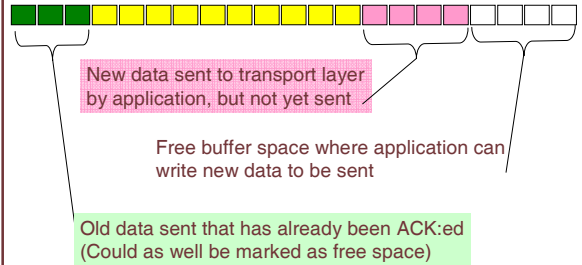 New data sent to transport layer
by application, but not yet sent
Free buffer space where application can
write new data to be sent
Old data sent that has already been ACK:ed
(Could as well be marked as free space)